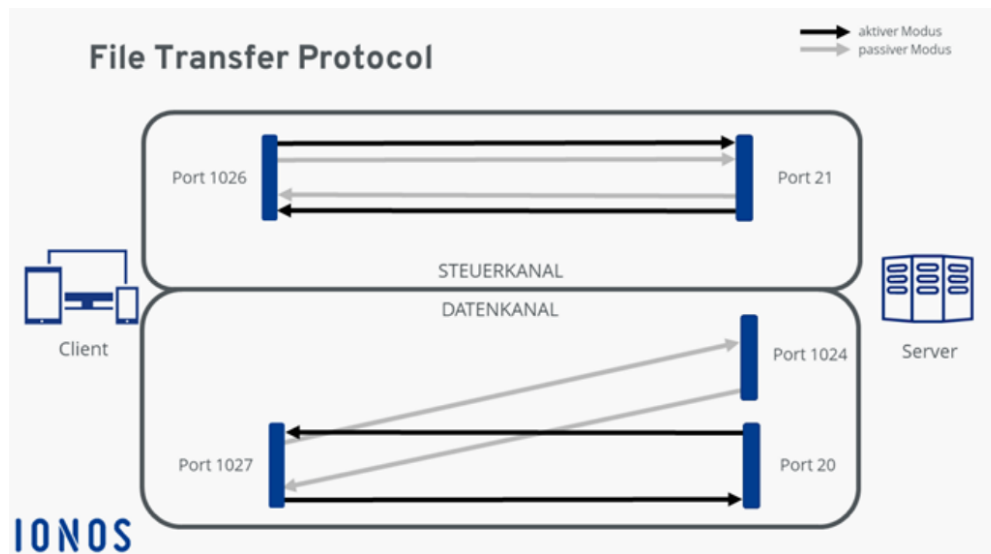 File Transfer Protocol
aktiver Modus
passiver Modus
Port 1026
Port 21
STEUERKANAL
DATENKANAL
Client
Port 1024
Server
Port 1027
Port 20
IONOS